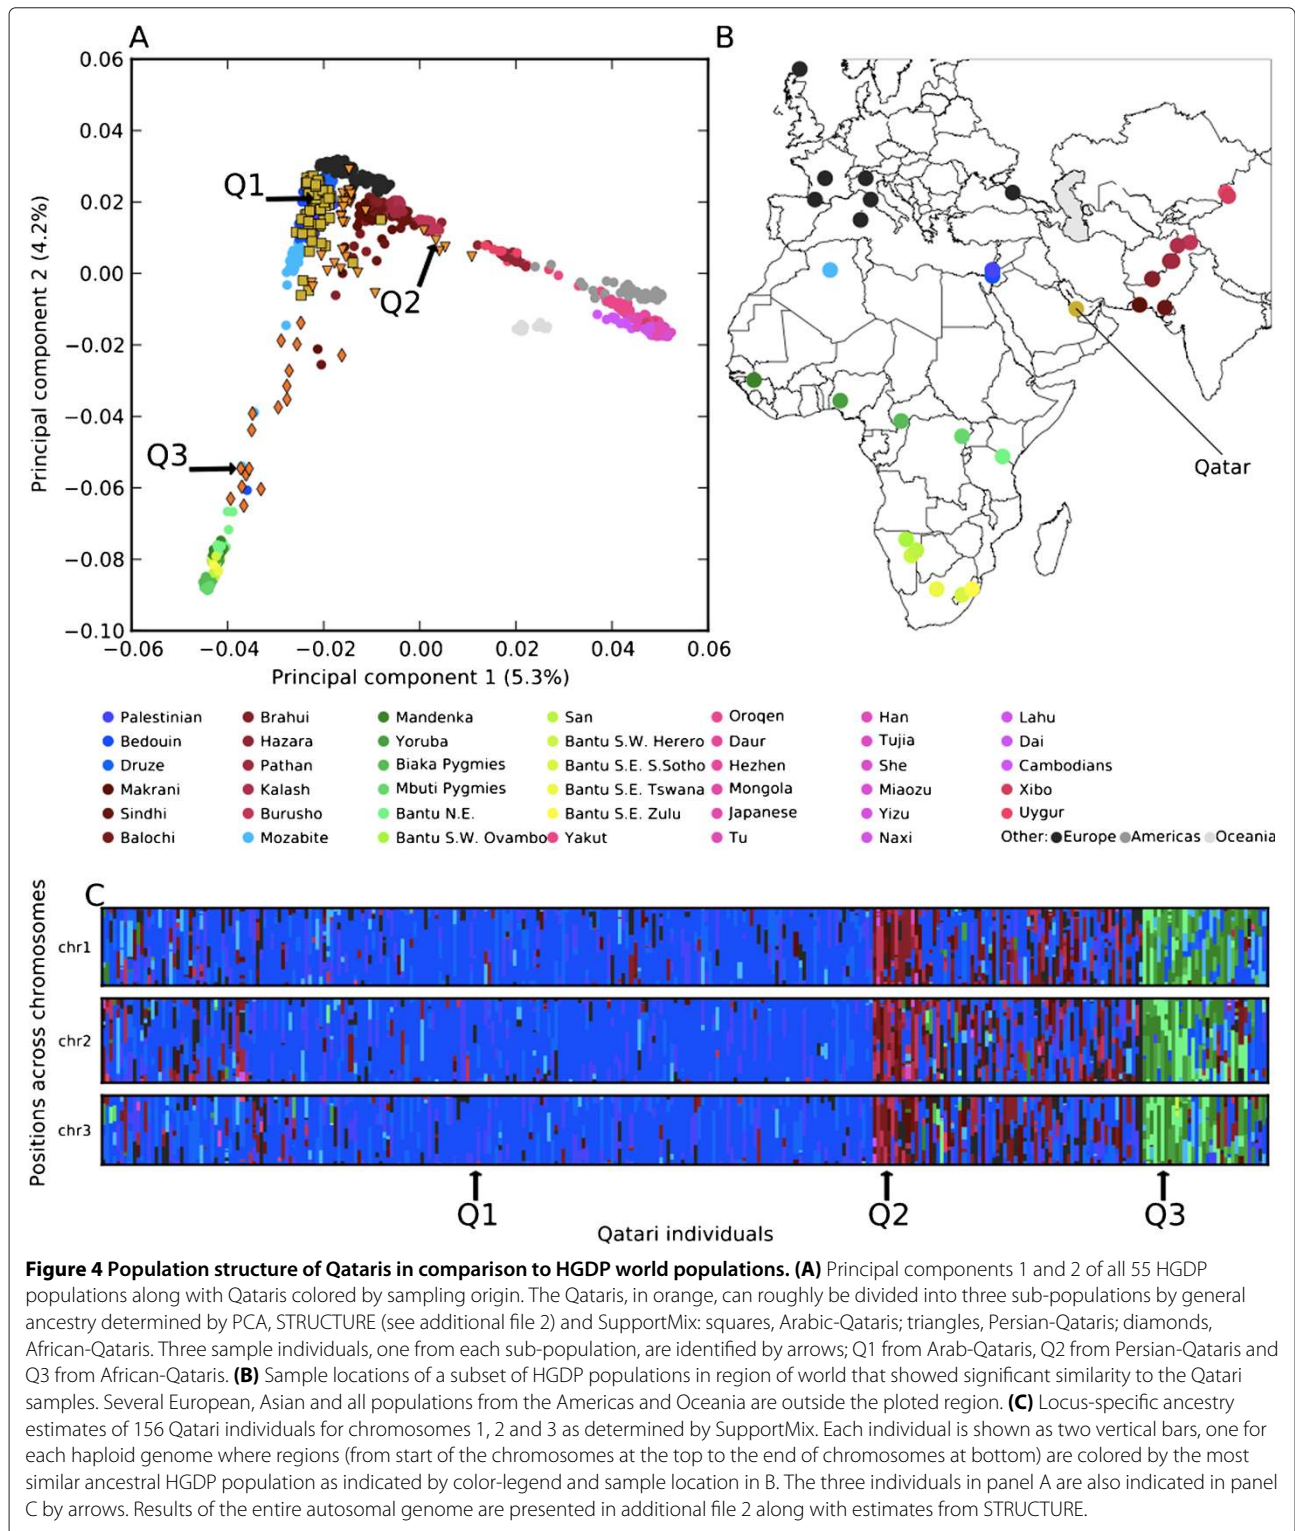 A
B
0.06
0.04
0.02
0.00
−0.02
−0.04
−0.06
−0.08
−0.10
Principal component 2 (4.2%)
Q1
Q2
Q3
−0.06 −0.04 −0.02 0.00 0.02 0.04 0.06
Principal component 1 (5.3%)
Qatar
Palestinian Brahui Mandenka San Oroqen Han Lahu
Bedouin Hazara Yoruba Bantu S.W. Herero Daur Tujia Dai
Druze Pathan Biaka Pygmies Bantu S.E. S.Sotho Hezhen She Cambodians
Makrani Kalash Mbuti Pygmies Bantu S.E. Tswana Mongola Miaozu Xibo
Sindhi Burusho Bantu N.E. Bantu S.E. Zulu Japanese Yizu Uygur
Balochi Mozabite Bantu S.W. Ovambo Yakut Tu Naxi Other: Europe Americas Oceania
C
Positions across chromosomes
chr1
chr2
chr3
Q1 Q2 Q3
Qatari individuals
Figure 4 Population structure of Qataris in comparison to HGDP world populations. (A) Principal components 1 and 2 of all 55 HGDP
populations along with Qataris colored by sampling origin. The Qataris, in orange, can roughly be divided into three sub-populations by general
ancestry determined by PCA, STRUCTURE (see additional file 2) and SupportMix: squares, Arabic-Qataris; triangles, Persian-Qataris; diamonds,
African-Qataris. Three sample individuals, one from each sub-population, are identified by arrows; Q1 from Arab-Qataris, Q2 from Persian-Qataris and
Q3 from African-Qataris. (B) Sample locations of a subset of HGDP populations in region of world that showed significant similarity to the Qatari
samples. Several European, Asian and all populations from the Americas and Oceania are outside the ploted region. (C) Locus-specific ancestry
estimates of 156 Qatari individuals for chromosomes 1, 2 and 3 as determined by SupportMix. Each individual is shown as two vertical bars, one for
each haploid genome where regions (from start of the chromosomes at the top to the end of chromosomes at bottom) are colored by the most
similar ancestral HGDP population as indicated by color-legend and sample location in B. The three individuals in panel A are also indicated in panel
C by arrows. Results of the entire autosomal genome are presented in additional file 2 along with estimates from STRUCTURE.